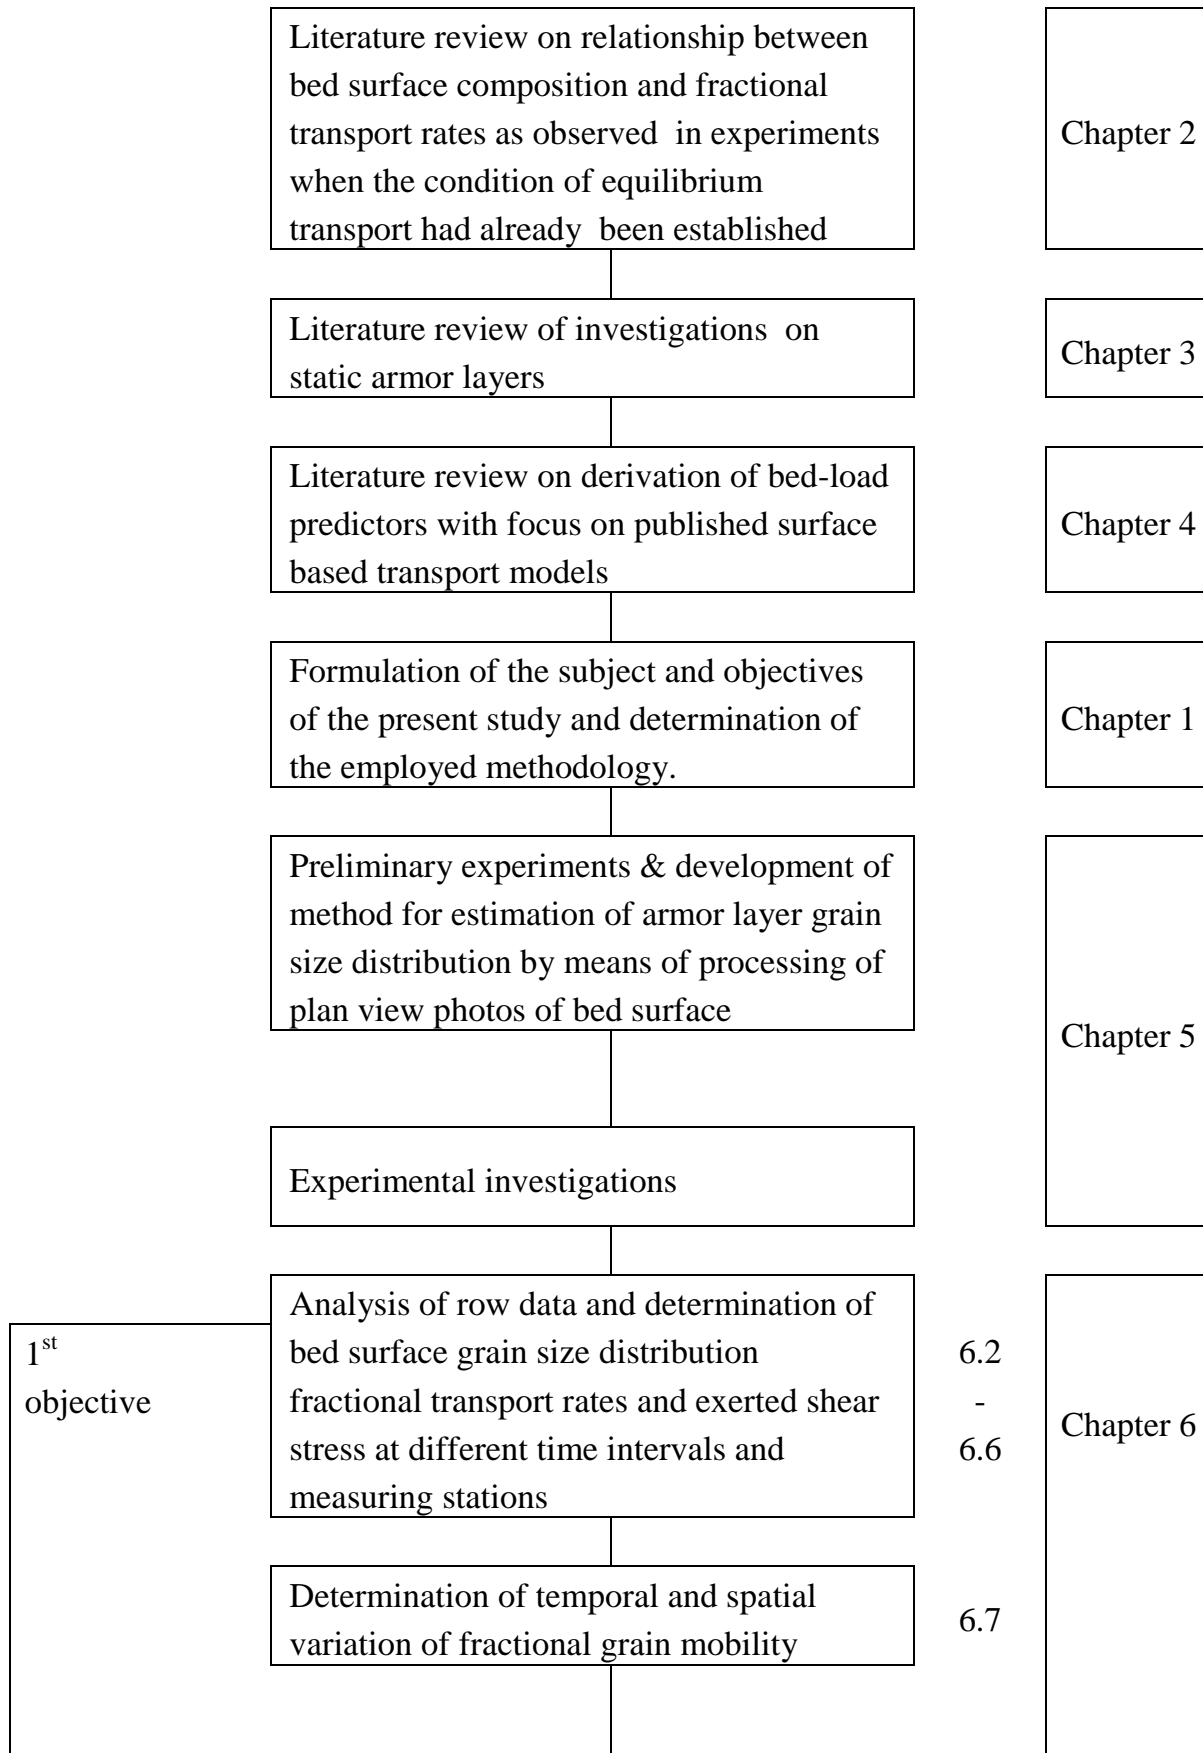 Literature review on relationship between
bed surface composition and fractional
transport rates as observed in experiments
when the condition of equilibrium
transport had already been established
Chapter 2
Literature review of investigations on
static armor layers
Chapter 3
Literature review on derivation of bed-load
predictors with focus on published surface
based transport models
Chapter 4
Formulation of the subject and objectives
of the present study and determination of
the employed methodology.
Chapter 1
Preliminary experiments & development of
method for estimation of armor layer grain
size distribution by means of processing of
plan view photos of bed surface
Chapter 5
Experimental investigations
1st
objective
Analysis of row data and determination of
bed surface grain size distribution
fractional transport rates and exerted shear
stress at different time intervals and
measuring stations
6.2
-
6.6
Chapter 6
Determination of temporal and spatial
variation of fractional grain mobility
6.7